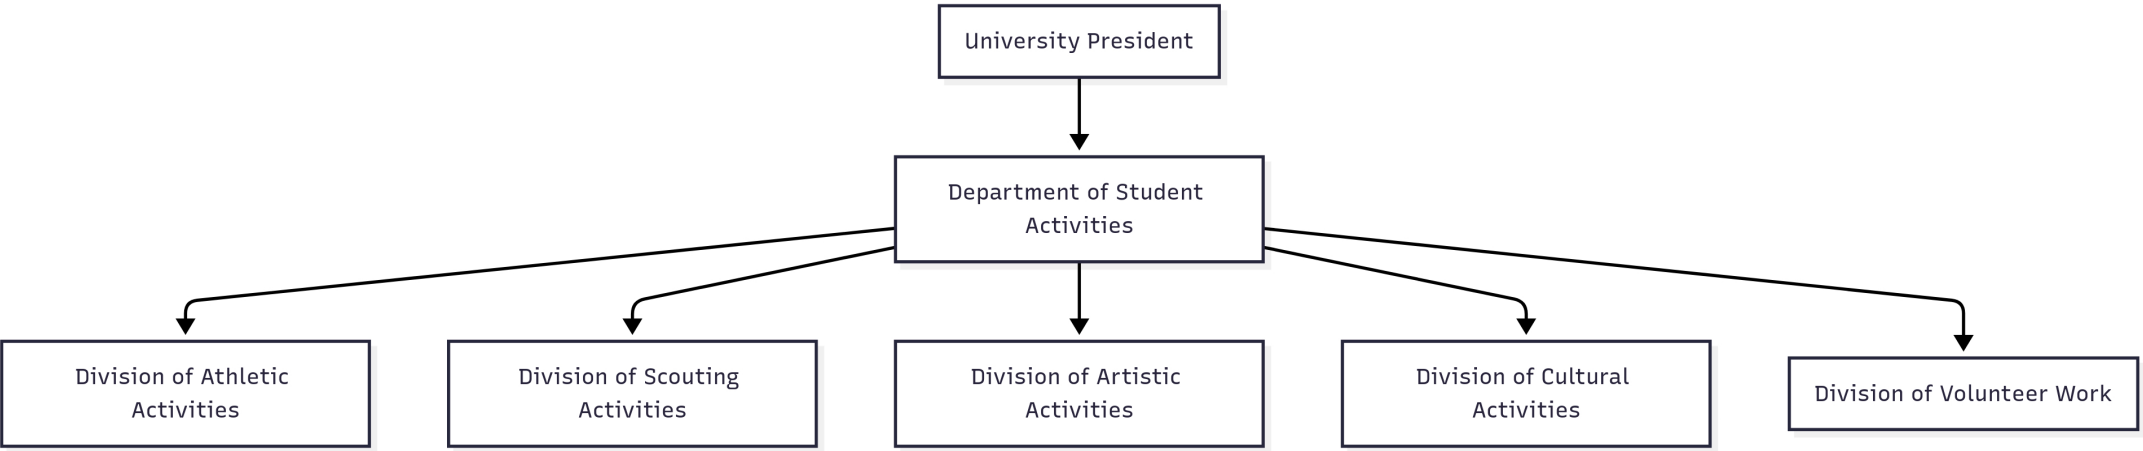 University President
Department of Student
Activities
Division of Athletic
Activities
Division of Scouting
Activities
Division of Artistic
Activities
Division of Cultural
Activities
Division of Volunteer Work